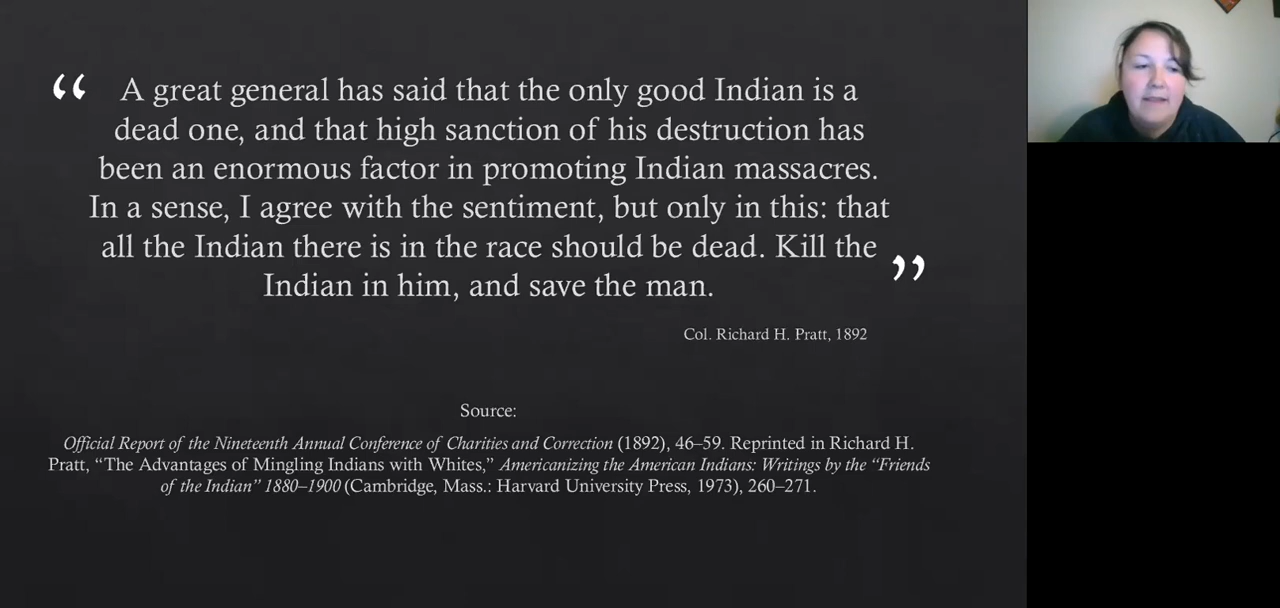 “ A great general has said that the only good Indian is a
dead one, and that high sanction of his destruction has
been an enormous factor in promoting Indian massacres.
In a sense, I agree with the sentiment, but only in this: that
all the Indian there is in the race should be dead. Kill the
Indian in him, and save the man. ”
Col. Richard H. Pratt, 1892
Source:
Official Report of the Nineteenth Annual Conference of Charities and Correction (1892), 46–59. Reprinted in Richard H.
Pratt, “The Advantages of Mingling Indians with Whites,” Americanizing the American Indians: Writings by the “Friends
of the Indian” 1880–1900 (Cambridge, Mass.: Harvard University Press, 1973), 260–271.